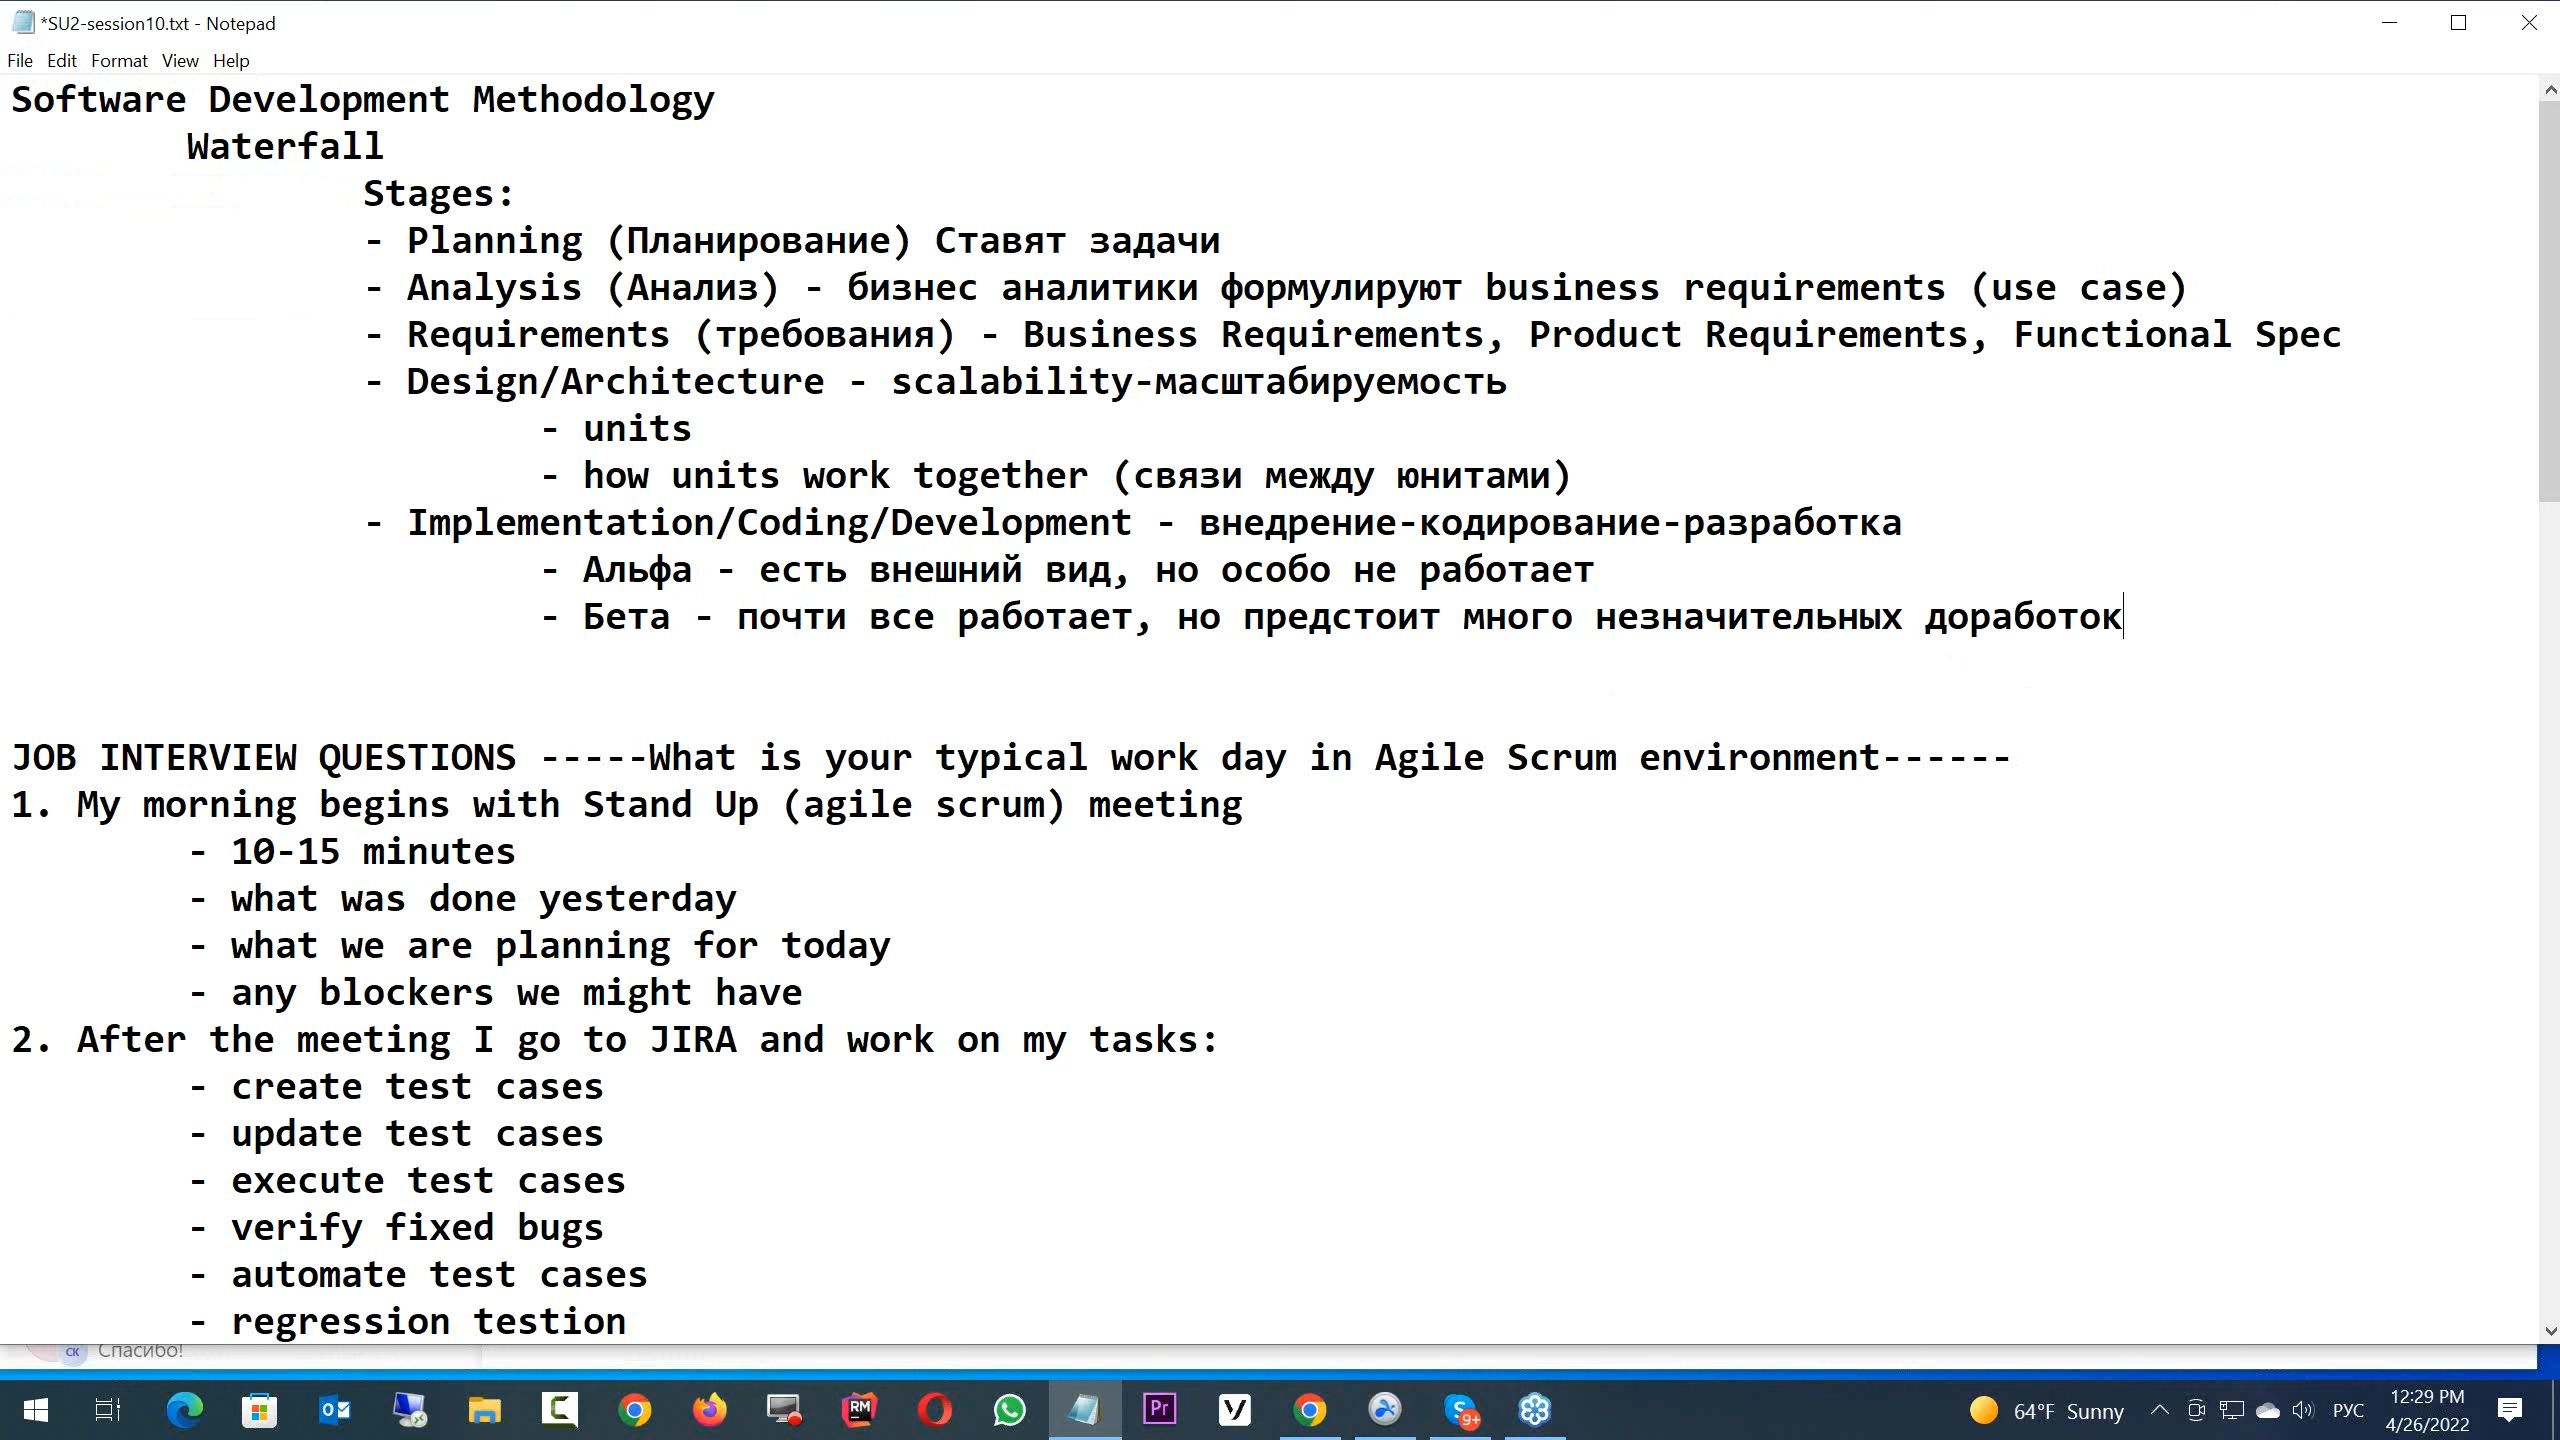 *SU2-session10.txt - Notepad
File Edit Format View Help
Software Development Methodology
Waterfall
Stages:
- Planning (Планирование) Ставят задачи
- Analysis (Анализ) - бизнес аналитики формулируют business requirements (use case)
- Requirements (требования) - Business Requirements, Product Requirements, Functional Spec
- Design/Architecture - scalability-масштабируемость
- units
- how units work together (связи между юнитами)
- Implementation/Coding/Development - внедрение-кодирование-разработка
- Альфа - есть внешний вид, но особо не работает
- Бета - почти все работает, но предстоит много незначительных доработок
JOB INTERVIEW QUESTIONS -----What is your typical work day in Agile Scrum environment------
1. My morning begins with Stand Up (agile scrum) meeting
- 10-15 minutes
- what was done yesterday
- what we are planning for today
- any blockers we might have
2. After the meeting I go to JIRA and work on my tasks:
- create test cases
- update test cases
- execute test cases
- verify fixed bugs
- automate test cases
- regression testion
СК Спасибо!
RM Pr 9+ 64°F Sunny РУС 12:29 PM
4/26/2022